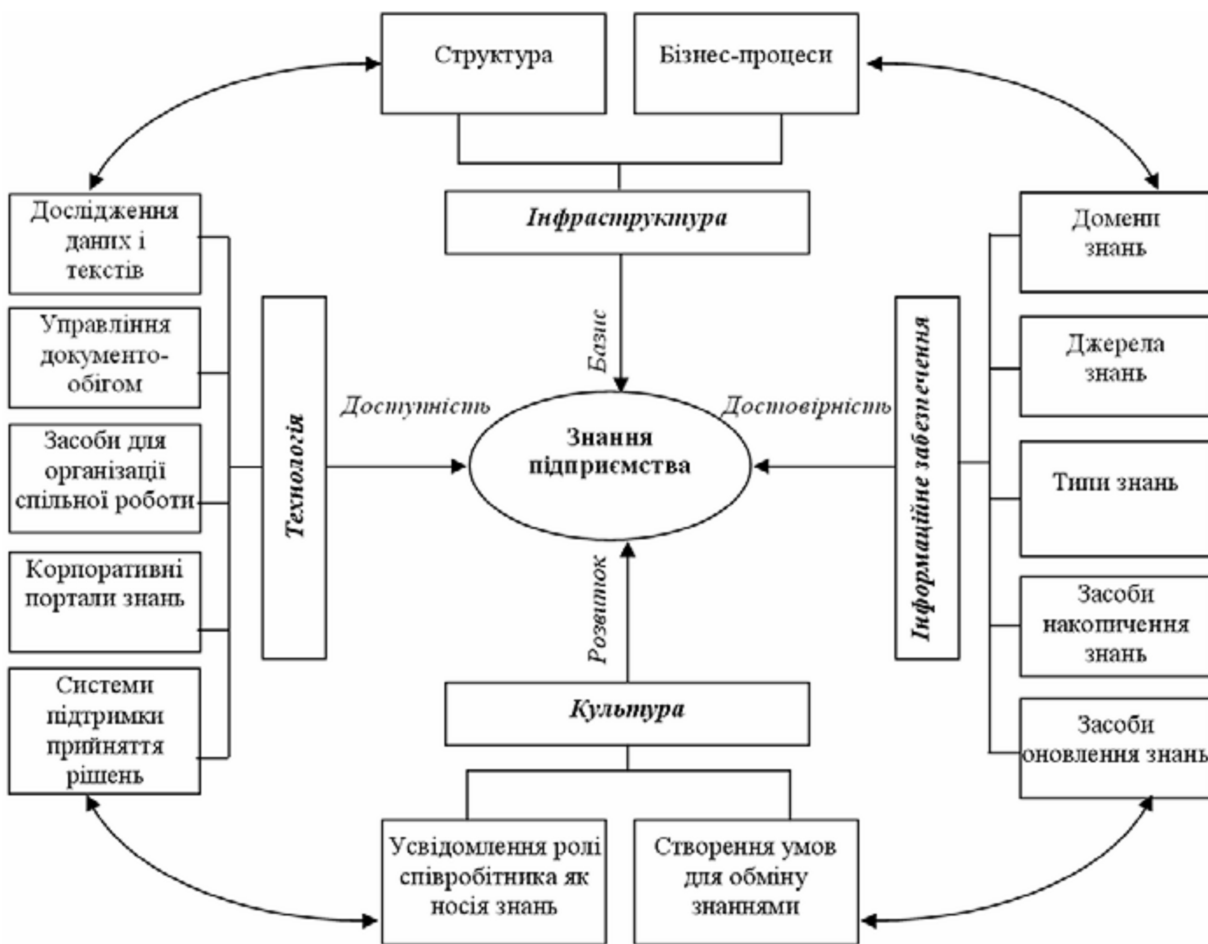 Структура
Бізнес-процеси
Інфраструктура
Базис
Дослідження
даних і
текстів
Управління
документо-
обігом
Засоби для
організації
спільної роботи
Корпоративні
портали знань
Системи
підтримки
прийняття
рішень
Технологія
Доступність
Знання
підприємства
Достовірність
Інформаційне забезпечення
Домени
знань
Джерела
знань
Типи знань
Засоби
накопичення
знань
Засоби
оновлення знань
Розвиток
Культура
Усвідомлення ролі
співробітника як
носія знань
Створення умов
для обміну
знаннями